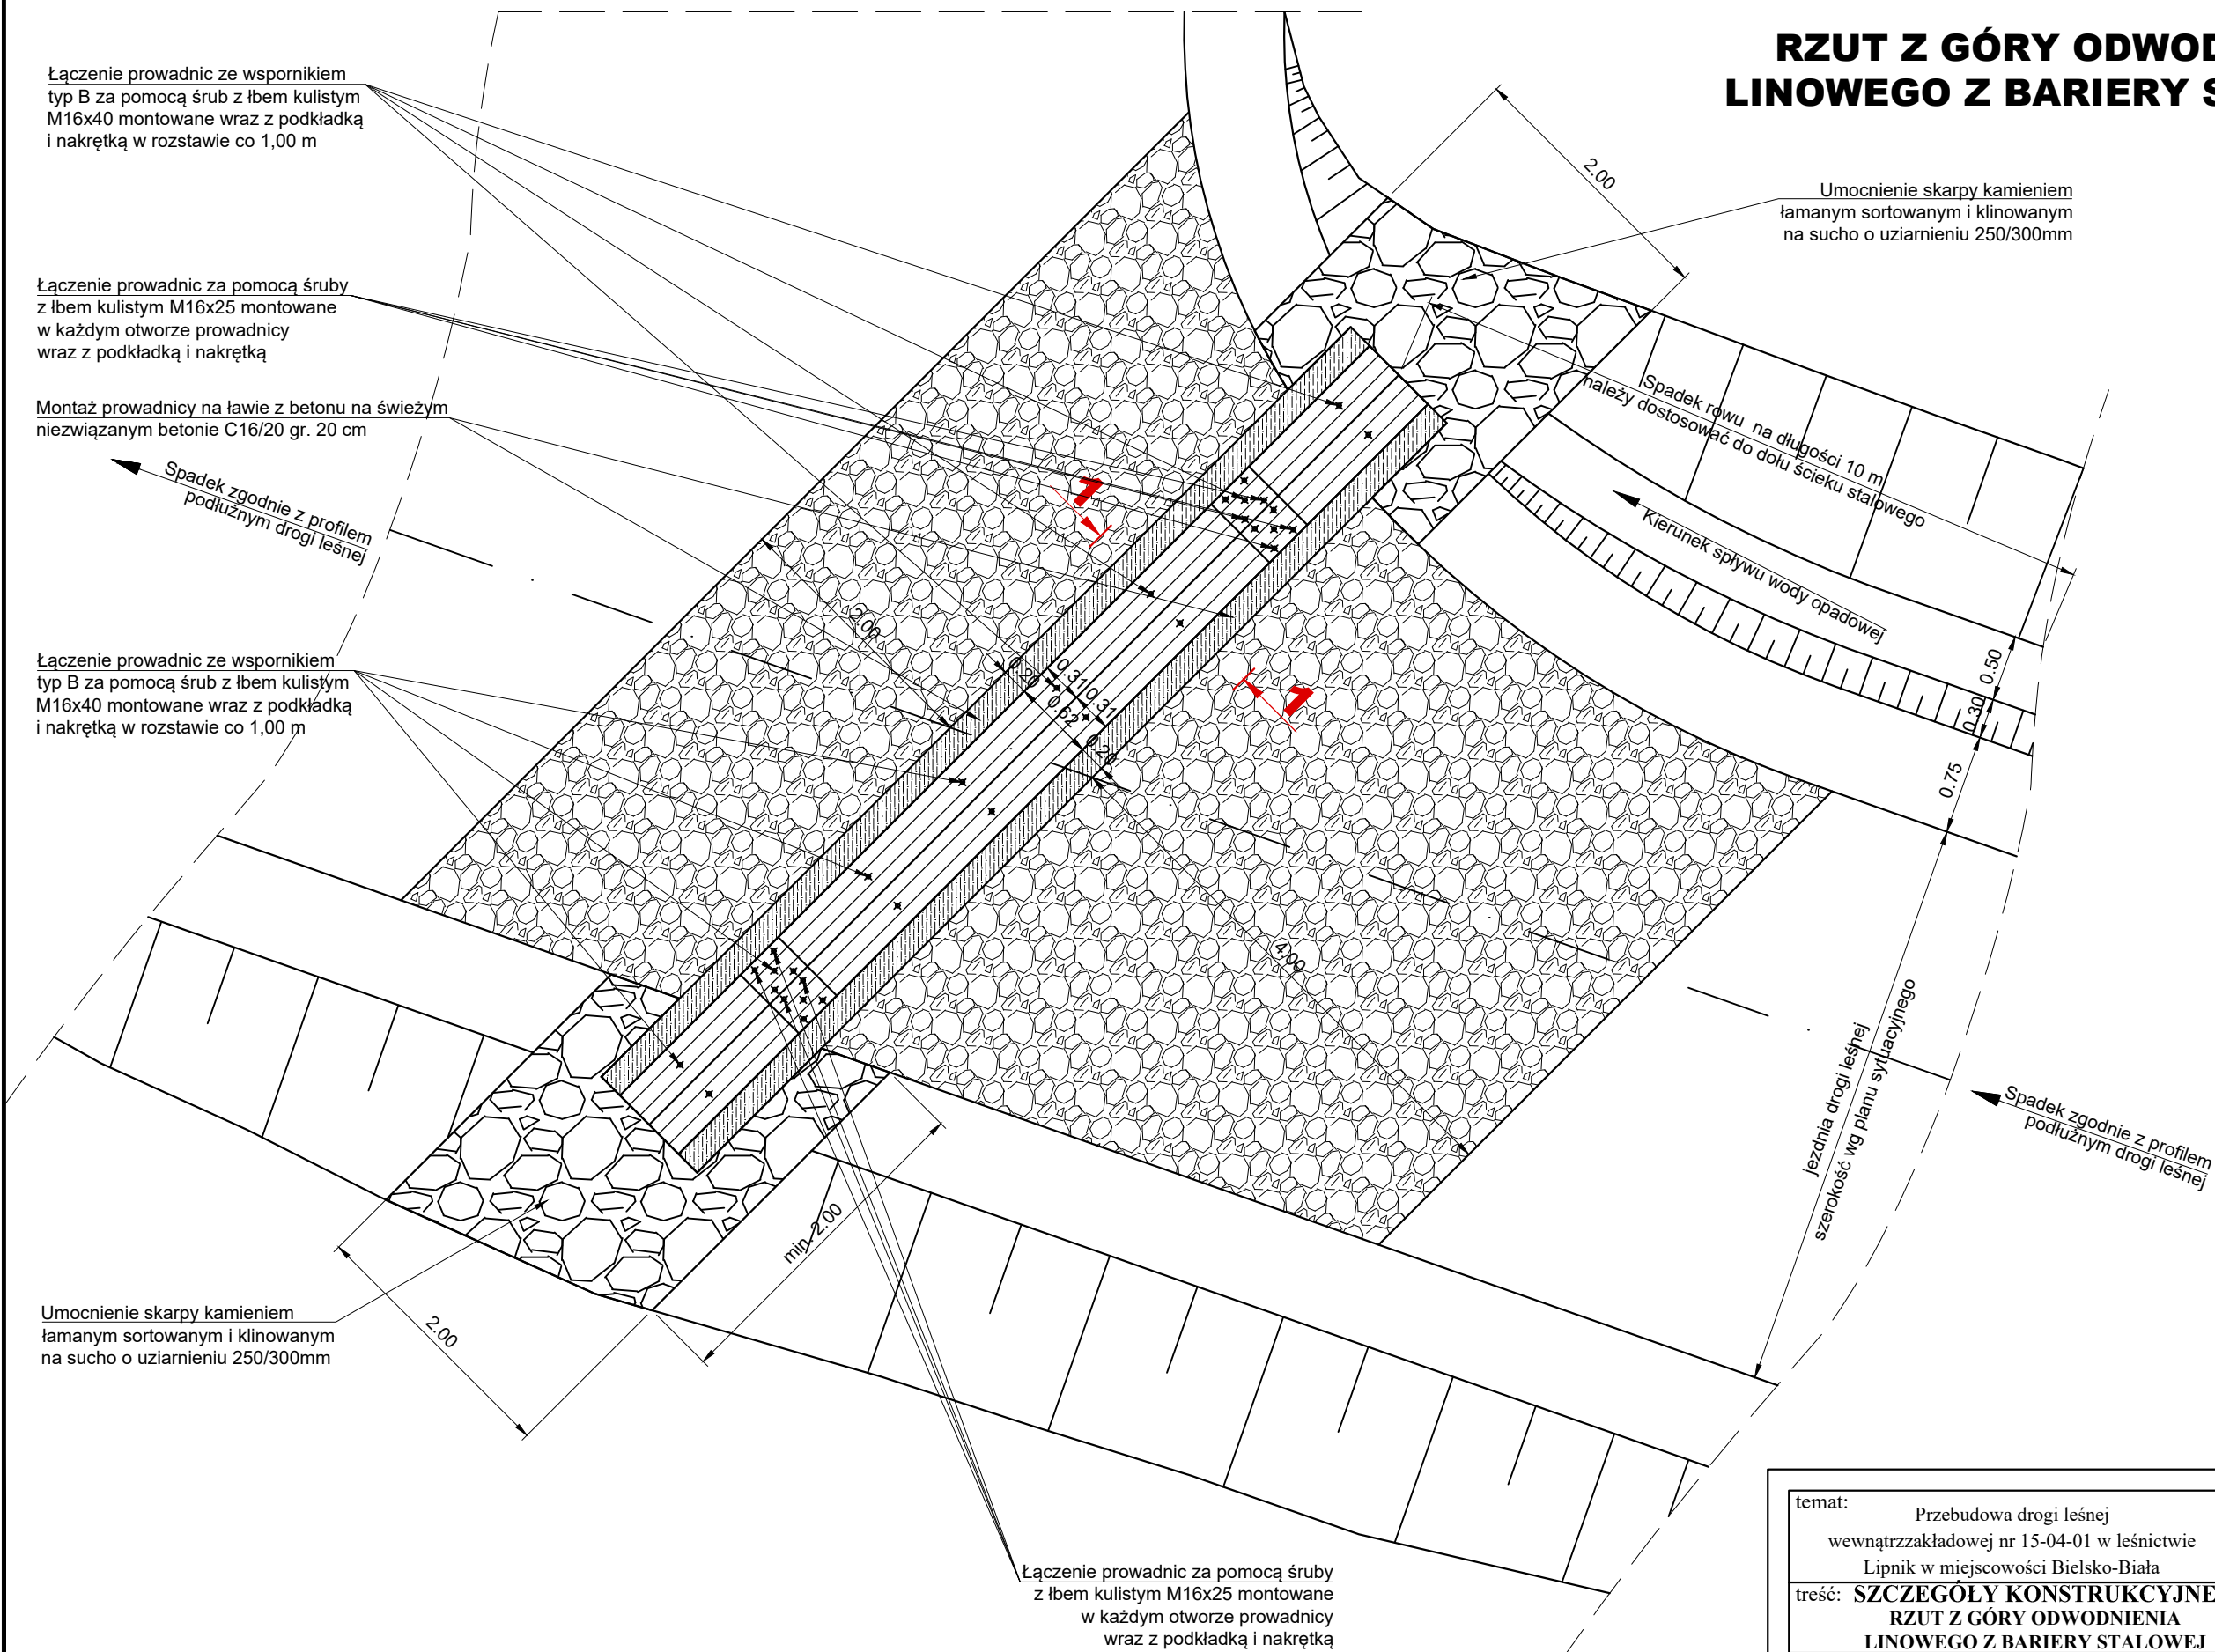 RZUT Z GÓRY ODWOD
LINOWEGO Z BARIERY S
Łączenie prowadnic ze wspornikiem
typ B za pomocą śrub z łbem kulistym
M16x40 montowane wraz z podkładką
i nakrętką w rozstawie co 1,00 m
2.00
Umocnienie skarpy kamieniem
łamanym sortowanym i klinowanym
na sucho o uziarnieniu 250/300mm
Łączenie prowadnic za pomocą śruby
z łbem kulistym M16x25 montowane
w każdym otworze prowadnicy
wraz z podkładką i nakrętką
Montaż prowadnicy na ławie z betonu na świeżym
niezwiązanym betonie C16/20 gr. 20 cm
Spadek zgodnie z profilem
podłużnym drogi leśnej
Spadek rowu na długości 10 m
należy dostosować do dołu ścieku stalowego
Kierunek spływu wody opadowej
1
1
2.00
0.20
0.31
0.31
0.62
0.20
0.50
0.30
0.75
Łączenie prowadnic ze wspornikiem
typ B za pomocą śrub z łbem kulistym
M16x40 montowane wraz z podkładką
i nakrętką w rozstawie co 1,00 m
4.00
jezdnia drogi leśnej
szerokość wg planu sytuacyjnego
Spadek zgodnie z profilem
podłużnym drogi leśnej
min. 2.00
2.00
Umocnienie skarpy kamieniem
łamanym sortowanym i klinowanym
na sucho o uziarnieniu 250/300mm
Łączenie prowadnic za pomocą śruby
z łbem kulistym M16x25 montowane
w każdym otworze prowadnicy
wraz z podkładką i nakrętką
temat:
Przebudowa drogi leśnej
wewnątrzzakładowej nr 15-04-01 w leśnictwie
Lipnik w miejscowości Bielsko-Biała
treść: SZCZEGÓŁY KONSTRUKCYJNE
RZUT Z GÓRY ODWODNIENIA
LINOWEGO Z BARIERY STALOWEJ